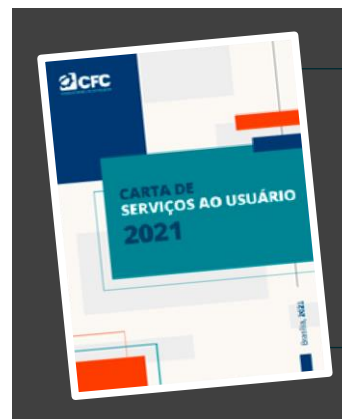 CFC
CARTA DE
SERVIÇOS AO USUÁRIO
2021
Brasília, 2021